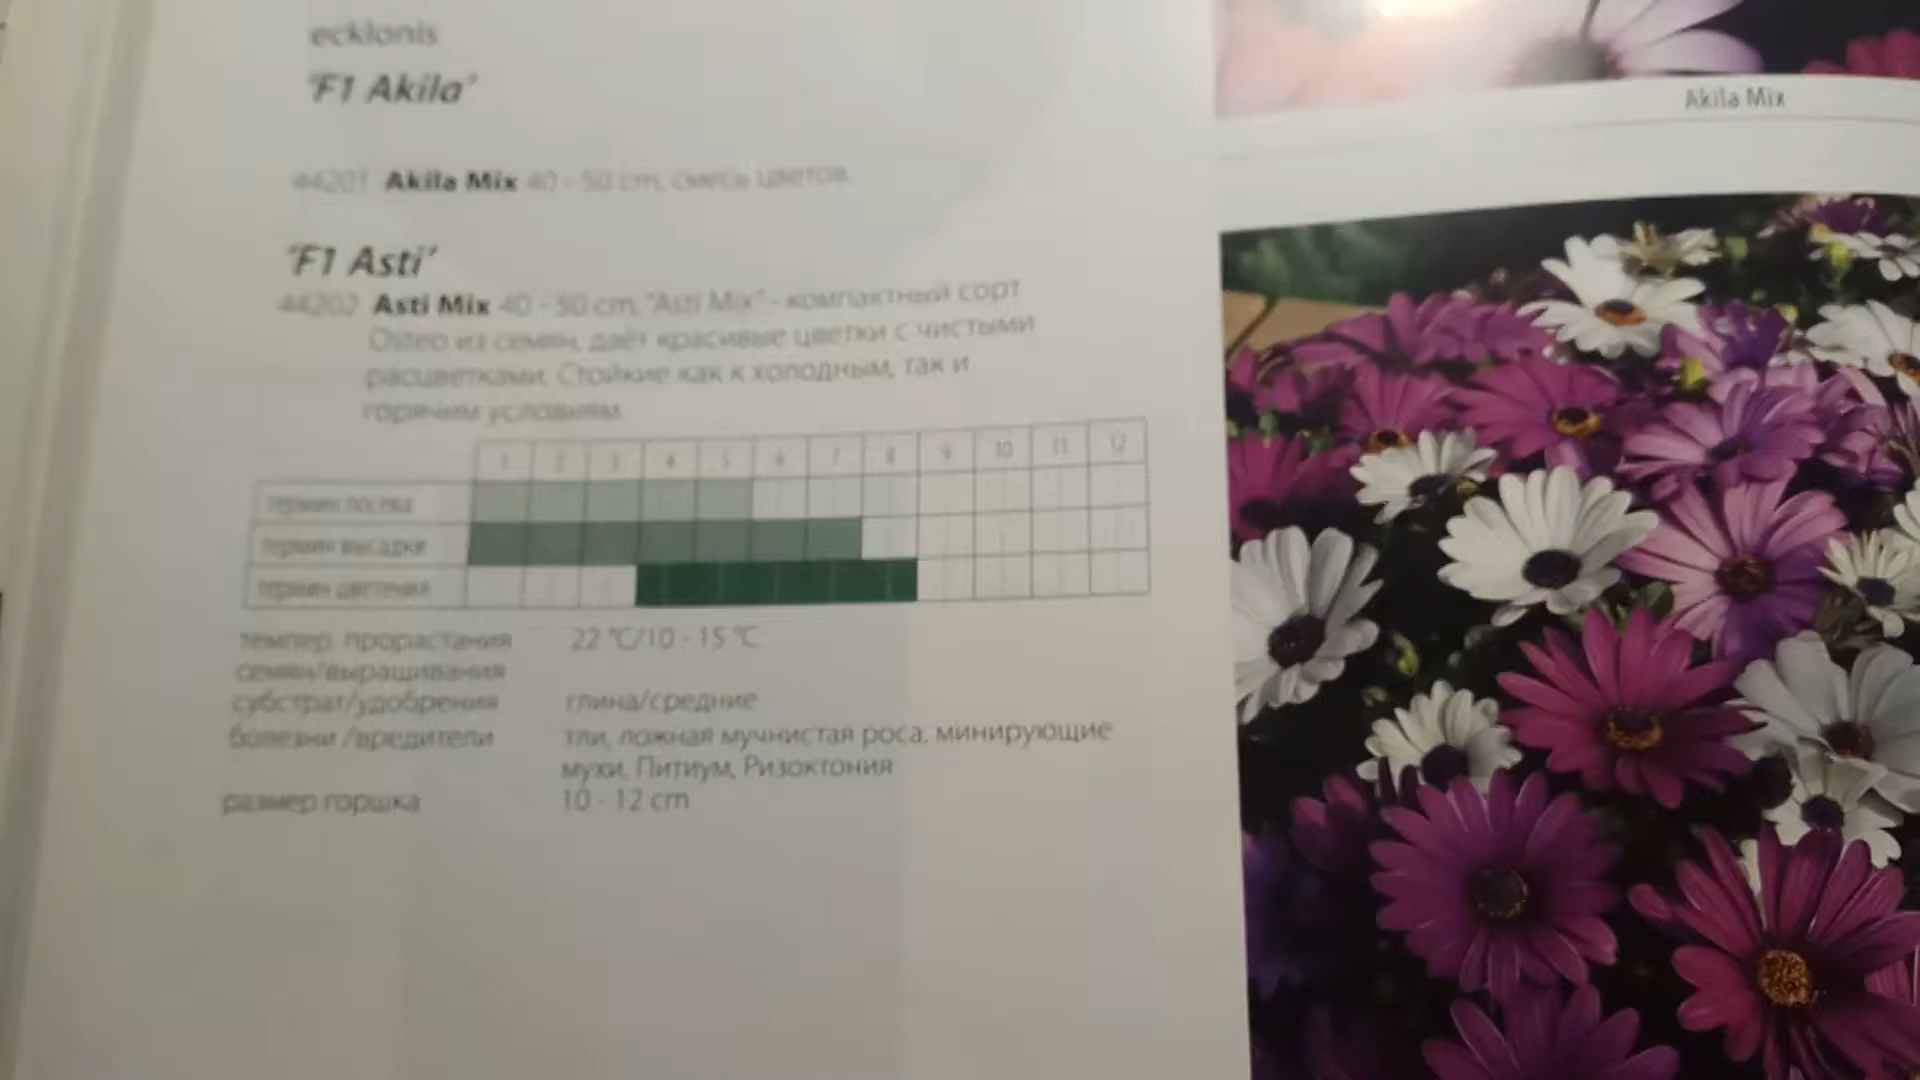 ecklonis
'F1 Akila'
44201 Akila Mix 40 - 50 cm, смесь цветов
'F1 Asti'
44202 Asti Mix 40 - 50 cm, "Asti Mix" - компактный сорт
Osteo из семян, даёт красивые цветки с чистыми
расцветками. Стойкие как к холодным, так и
горячим условиям.
1 2 3 4 5 6 7 8 9 10 11 12
термин посева
термин высадки
термин цветения
темпер. прорастания 22 °C/10 - 15 °C
семян/выращивания
субстрат/удобрения глина/средние
болезни /вредители тли, ложная мучнистая роса, минирующие
мухи, Питиум, Ризоктония
размер горшка 10 - 12 cm
Akila Mix